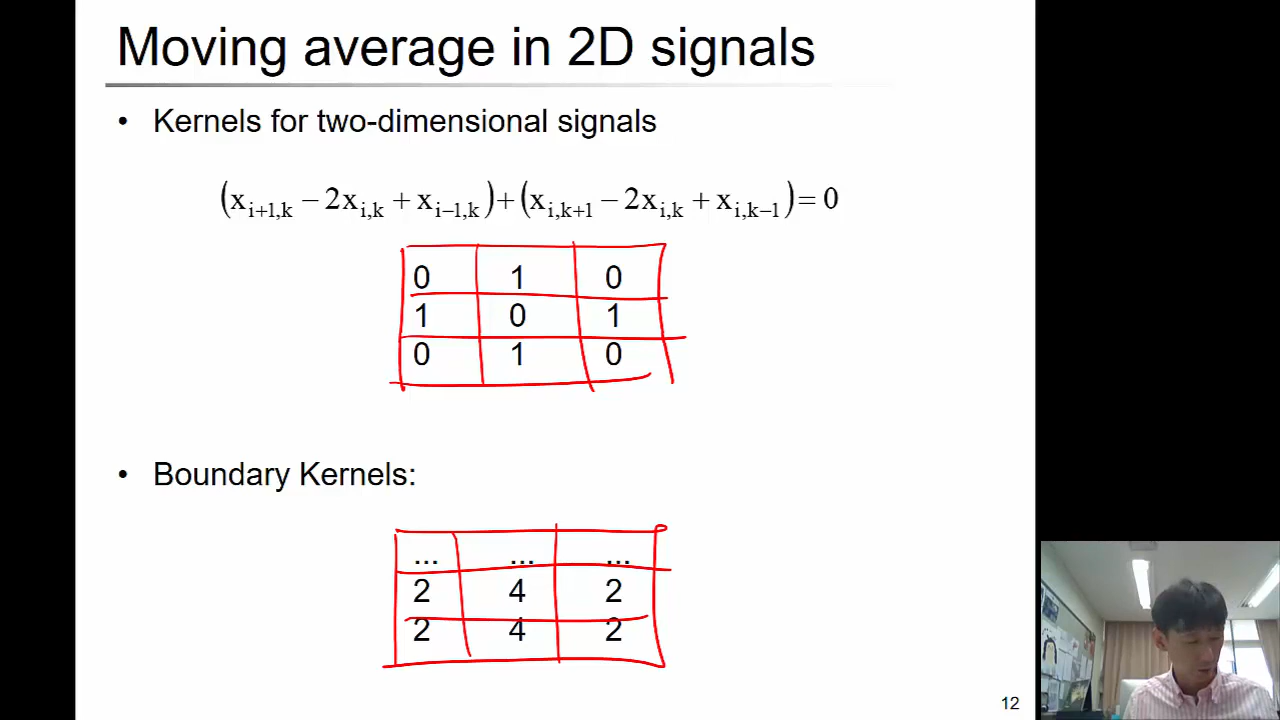 Moving average in 2D signals
• Kernels for two-dimensional signals
(x_{i+1,k} − 2x_{i,k} + x_{i−1,k}) + (x_{i,k+1} − 2x_{i,k} + x_{i,k−1}) = 0
0 1 0
1 0 1
0 1 0
• Boundary Kernels:
... ... ...
2 4 2
2 4 2
12